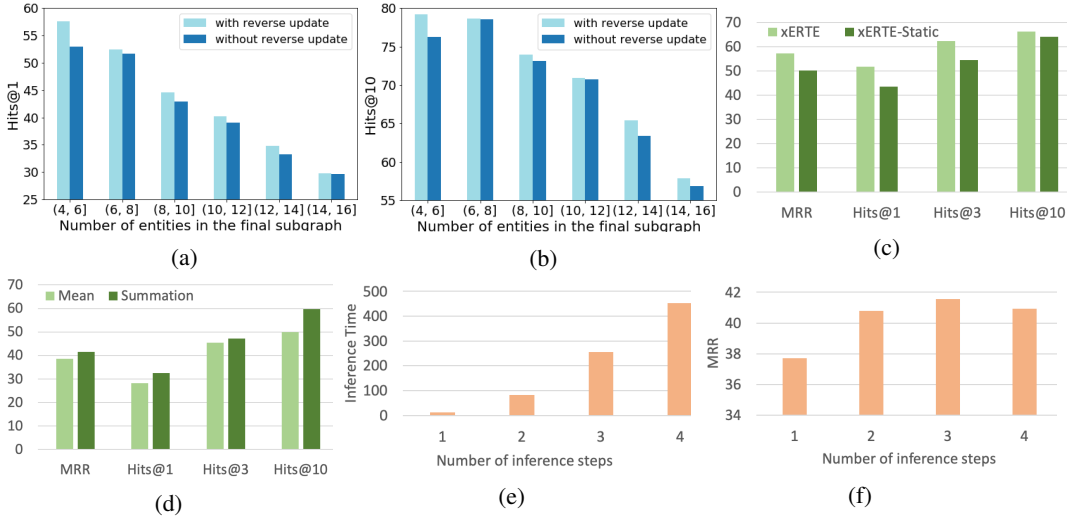 60
55
50
45
40
35
30
25
Hits@1
with reverse update
without reverse update
(4, 6] (6, 8] (8, 10] (10, 12] (12, 14] (14, 16]
Number of entities in the final subgraph
(a)
80
75
70
65
60
55
Hits@10
with reverse update
without reverse update
(4, 6] (6, 8] (8, 10] (10, 12] (12, 14] (14, 16]
Number of entities in the final subgraph
(b)
70
60
50
40
30
20
10
0
xERTE xERTE-Static
MRR Hits@1 Hits@3 Hits@10
(c)
70
60
50
40
30
20
10
0
Mean Summation
MRR Hits@1 Hits@3 Hits@10
(d)
Inference Time
500
400
300
200
100
0
1 2 3 4
Number of inference steps
(e)
MRR
42
40
38
36
34
1 2 3 4
Number of inference steps
(f)